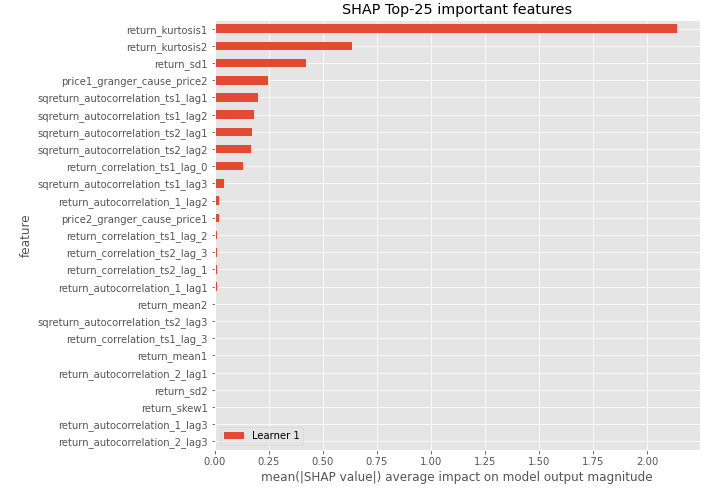 SHAP Top-25 important features
return_kurtosis1
return_kurtosis2
return_sd1
price1_granger_cause_price2
sqreturn_autocorrelation_ts1_lag1
sqreturn_autocorrelation_ts1_lag2
sqreturn_autocorrelation_ts2_lag1
sqreturn_autocorrelation_ts2_lag2
return_correlation_ts1_lag_0
sqreturn_autocorrelation_ts1_lag3
return_autocorrelation_1_lag2
price2_granger_cause_price1
return_correlation_ts1_lag_2
return_correlation_ts2_lag_3
return_correlation_ts2_lag_1
return_autocorrelation_1_lag1
return_mean2
sqreturn_autocorrelation_ts2_lag3
return_correlation_ts1_lag_3
return_mean1
return_autocorrelation_2_lag1
return_sd2
return_skew1
return_autocorrelation_1_lag3
return_autocorrelation_2_lag3
feature
Learner 1
0.00 0.25 0.50 0.75 1.00 1.25 1.50 1.75 2.00
mean(|SHAP value|) average impact on model output magnitude